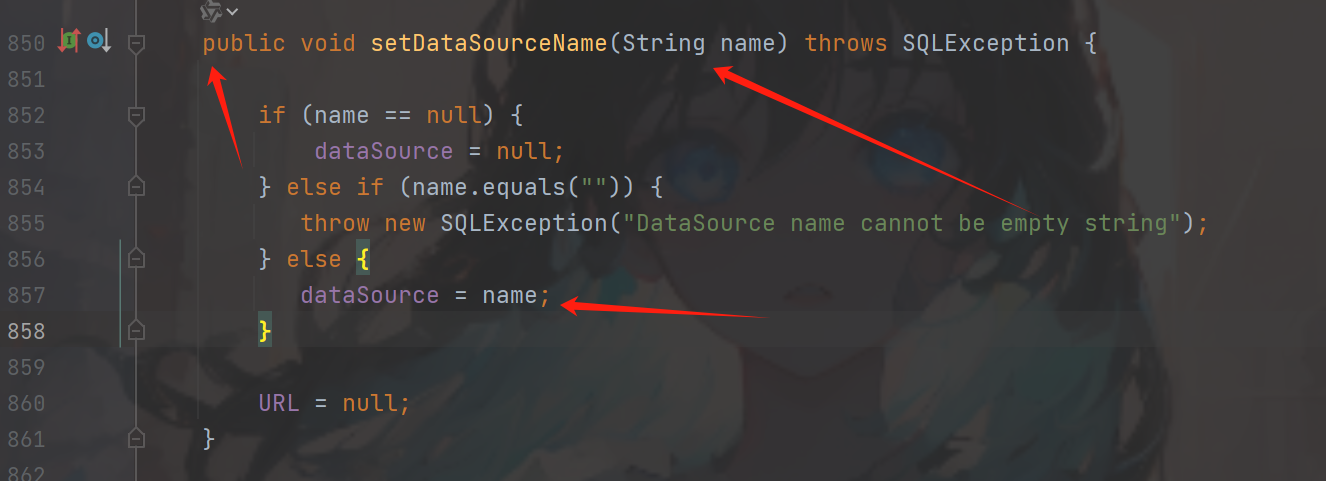 850 public void setDataSourceName(String name) throws SQLException {
851
852 if (name == null) {
853 dataSource = null;
854 } else if (name.equals("")) {
855 throw new SQLException("DataSource name cannot be empty string");
856 } else {
857 dataSource = name;
858 }
859
860 URL = null;
861 }
862